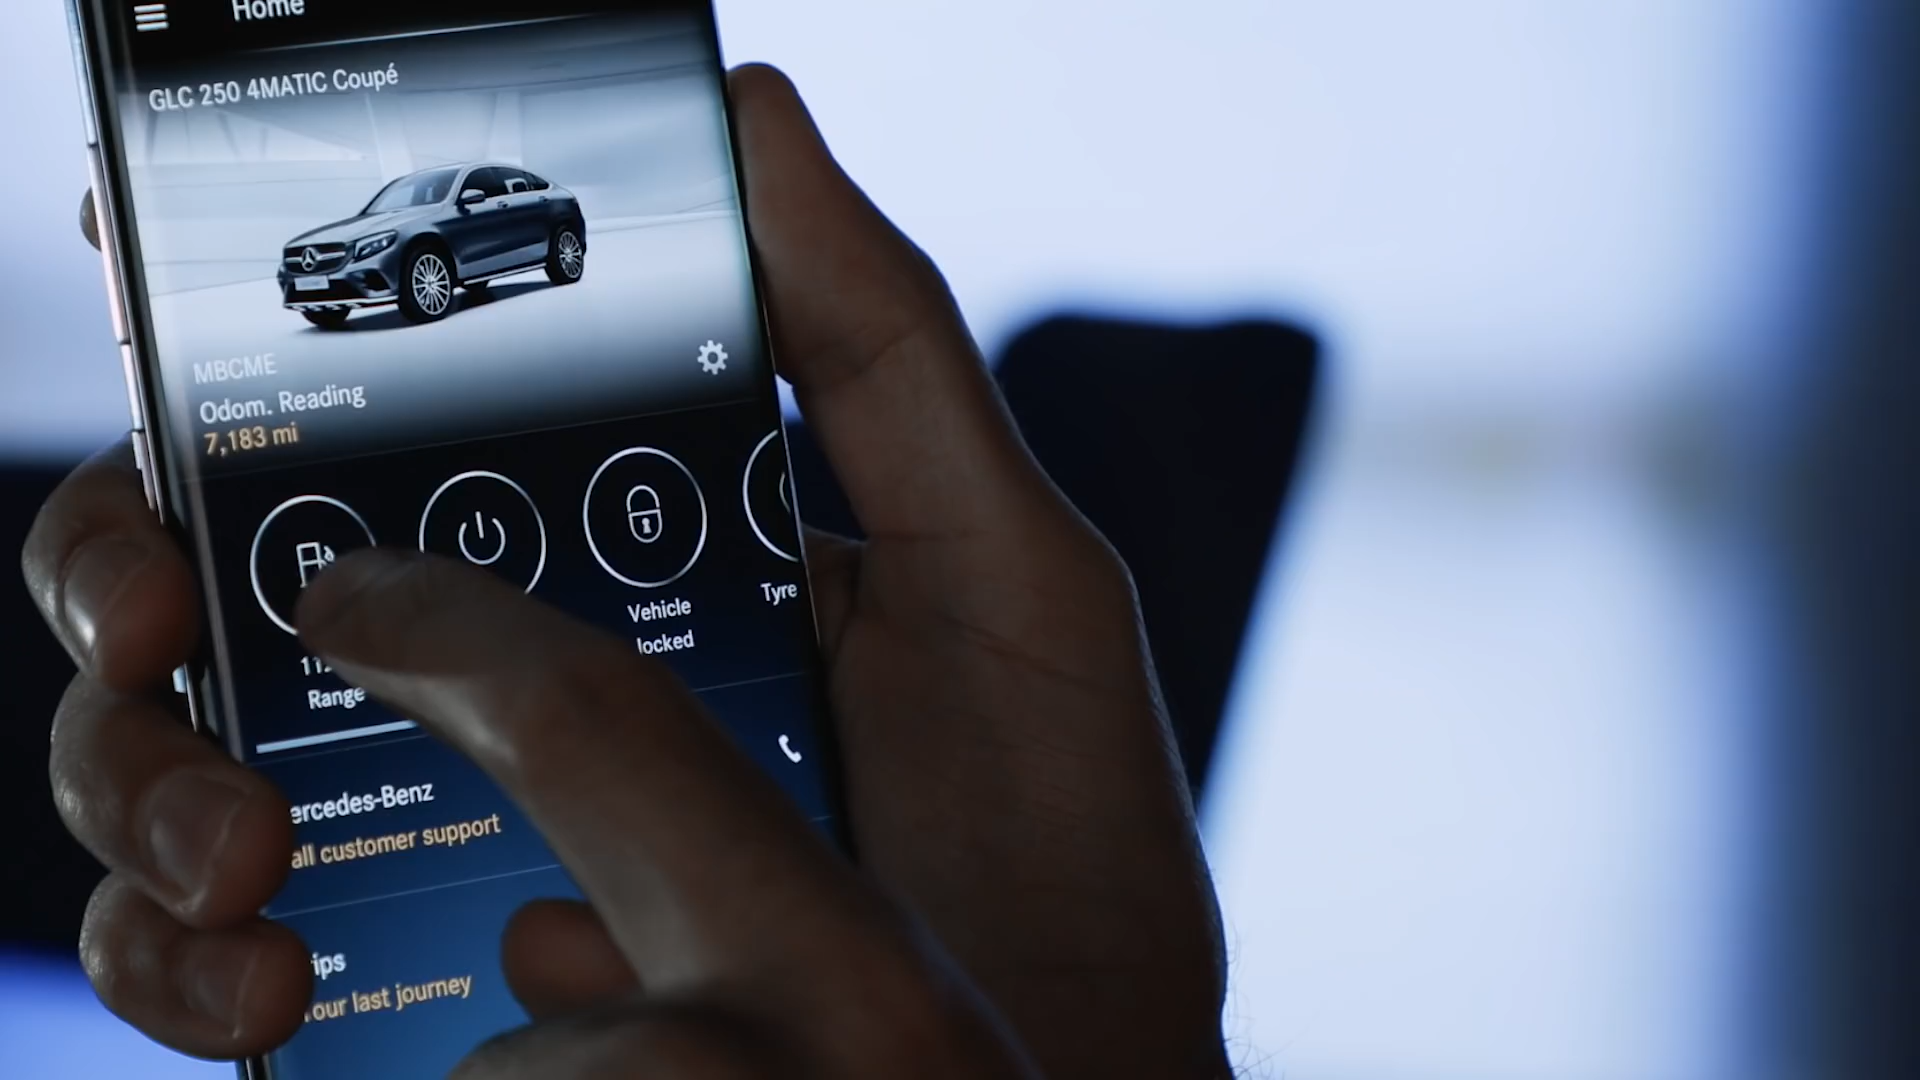 Home
GLC 250 4MATIC Coupé
MBCME
Odom. Reading
7,183 mi
Range
Vehicle
locked
Tyre
ercedes-Benz
all customer support
ips
our last journey